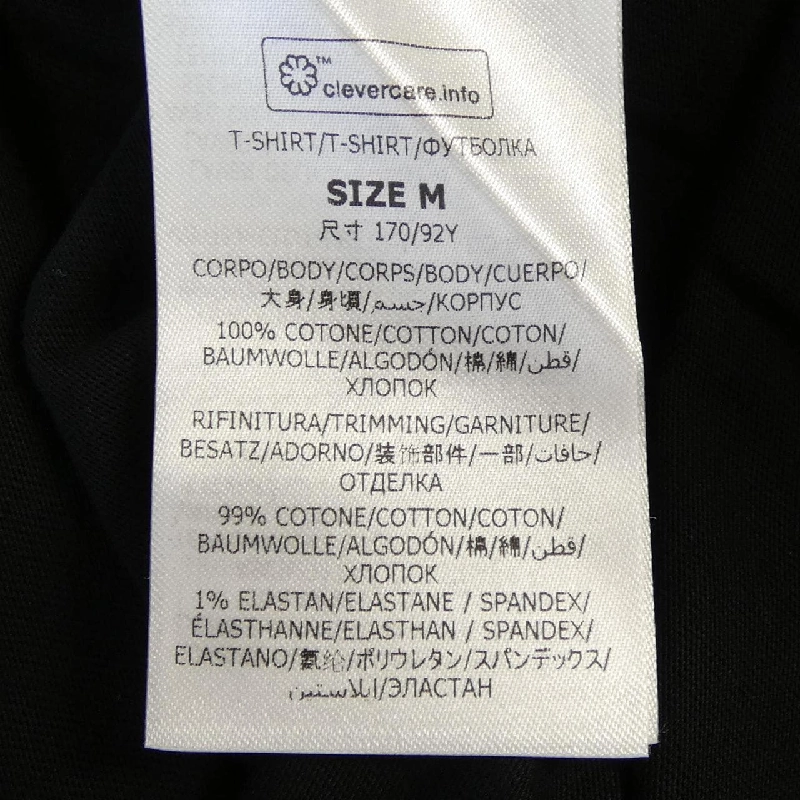 ™
clevercare.info
T-SHIRT/T-SHIRT/ФУТБОЛКА
SIZE M
尺寸 170/92Y
CORPO/BODY/CORPS/BODY/CUERPO/
大身/身頃/جسم/КОРПУС
100% COTONE/COTTON/COTON/
BAUMWOLLE/ALGODÓN/棉/綿/قطن/
ХЛОПОК
RIFINITURA/TRIMMING/GARNITURE/
BESATZ/ADORNO/装饰部件/一部/حافات/
ОТДЕЛКА
99% COTONE/COTTON/COTON/
BAUMWOLLE/ALGODÓN/棉/綿/قطن/
ХЛОПОК
1% ELASTAN/ELASTANE / SPANDEX/
ÉLASTHANNE/ELASTHAN / SPANDEX/
ELASTANO/氨纶/ポリウレタン/スパンデックス/
ايلاستين/ЭЛАСТАН